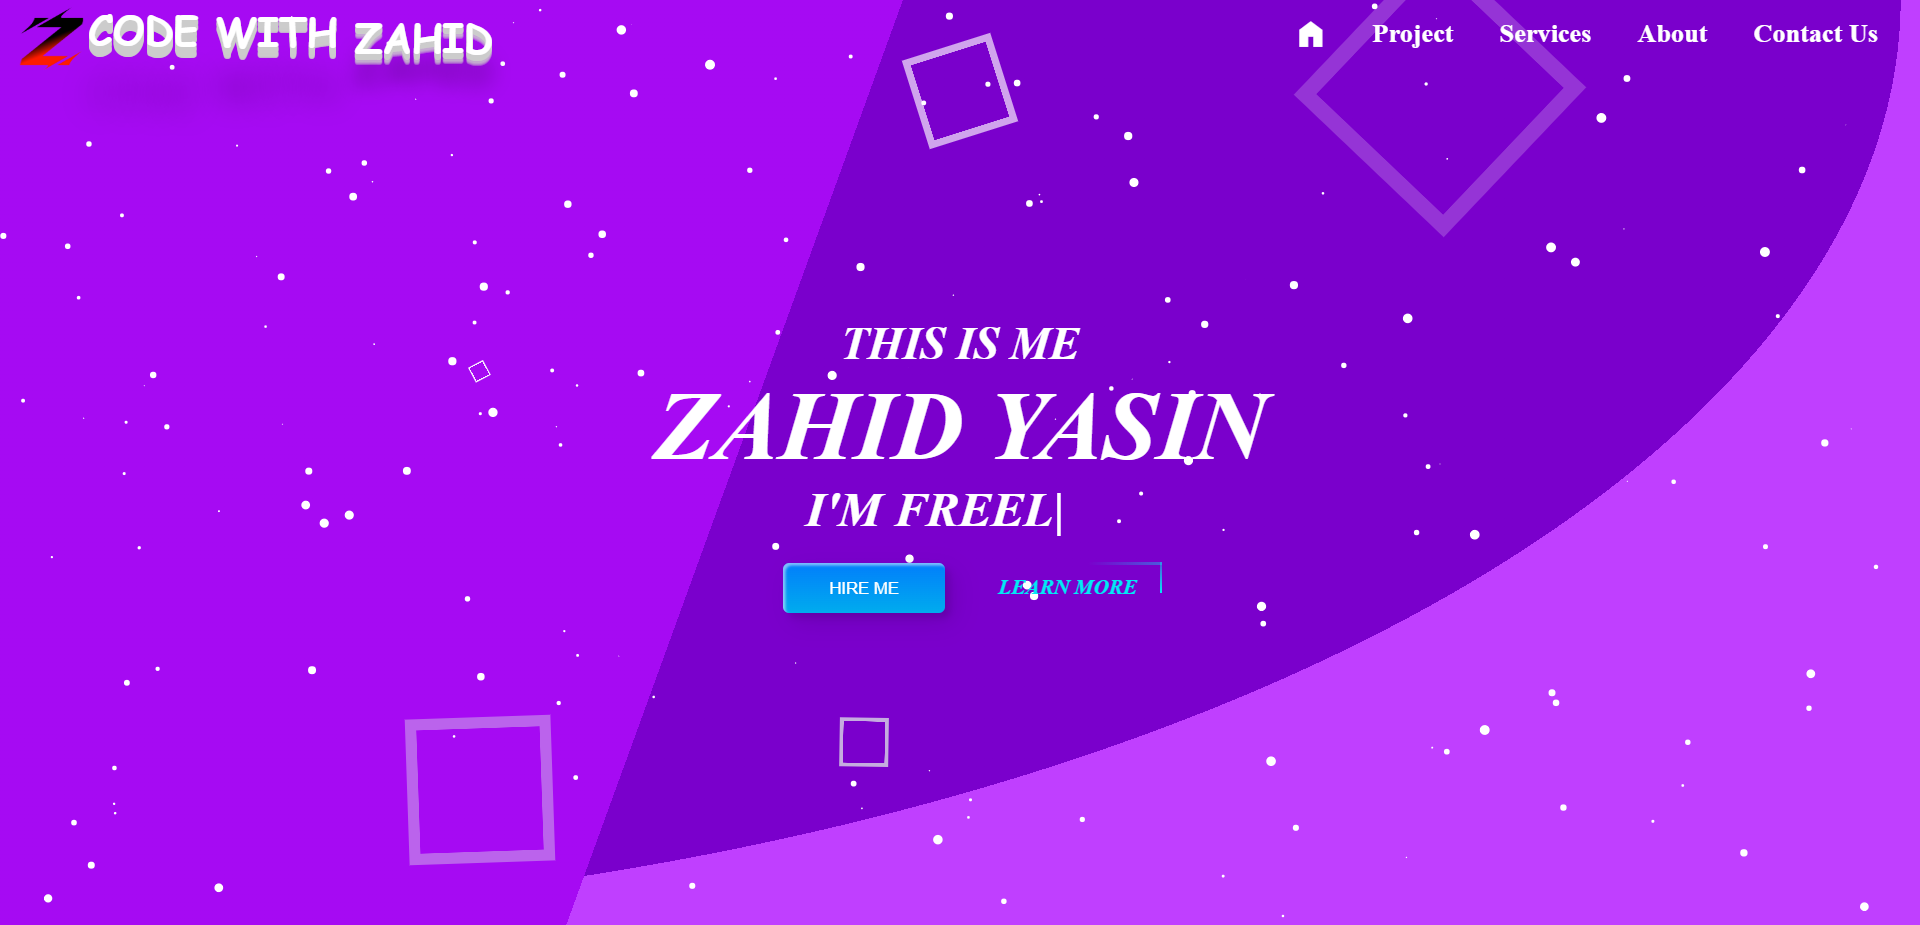 CODE WITH ZAHID
Project Services About Contact Us
THIS IS ME
ZAHID YASIN
I'M FREEL|
HIRE ME
LEARN MORE